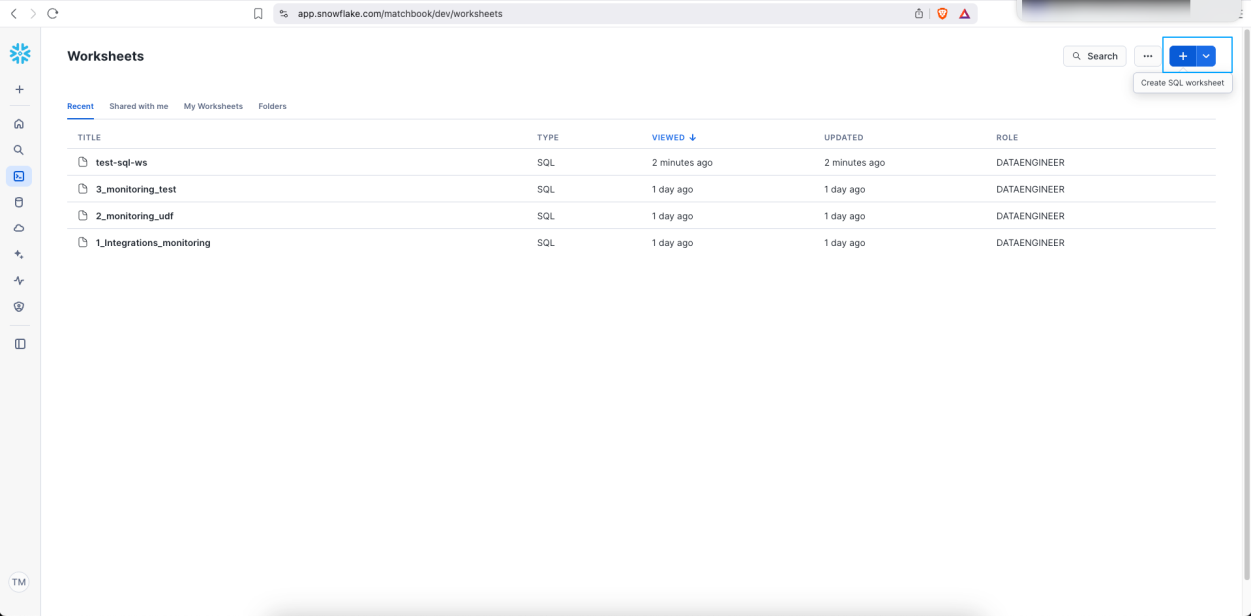 app.snowflake.com/matchbook/dev/worksheets
Worksheets
Search
Create SQL worksheet
Recent Shared with me My Worksheets Folders
TITLE TYPE VIEWED UPDATED ROLE
test-sql-ws SQL 2 minutes ago 2 minutes ago DATAENGINEER
3_monitoring_test SQL 1 day ago 1 day ago DATAENGINEER
2_monitoring_udf SQL 1 day ago 1 day ago DATAENGINEER
1_Integrations_monitoring SQL 1 day ago 1 day ago DATAENGINEER
TM